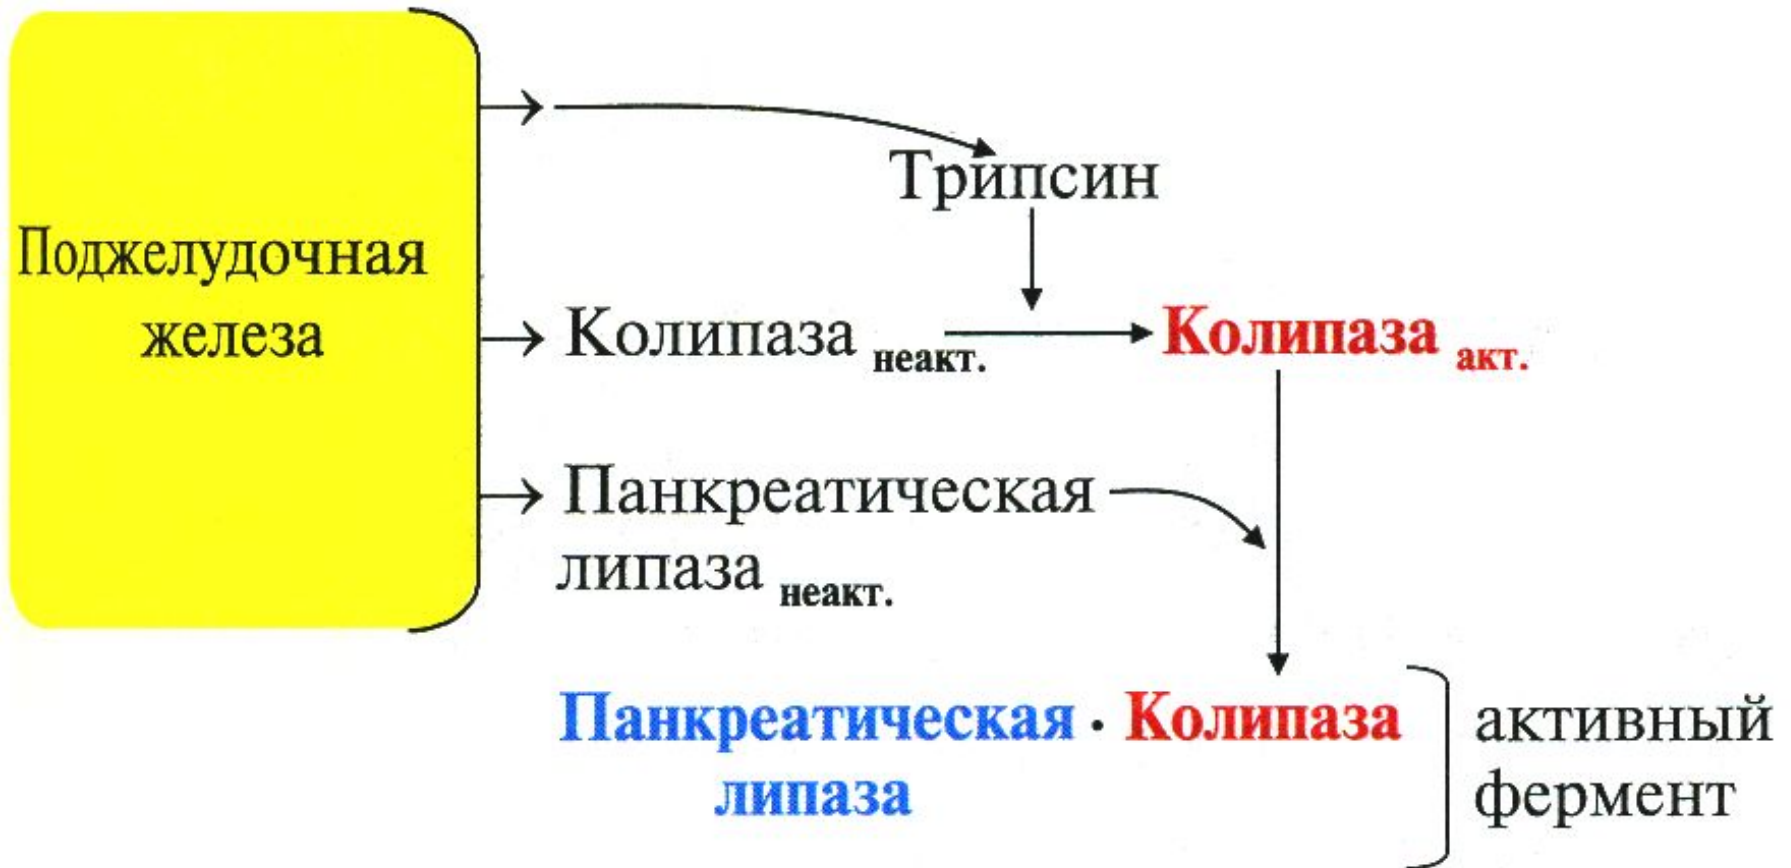 Поджелудочная
железа
Трипсин
Колипаза неакт.
Колипаза акт.
Панкреатическая
липаза неакт.
Панкреатическая · Колипаза
липаза
активный
фермент